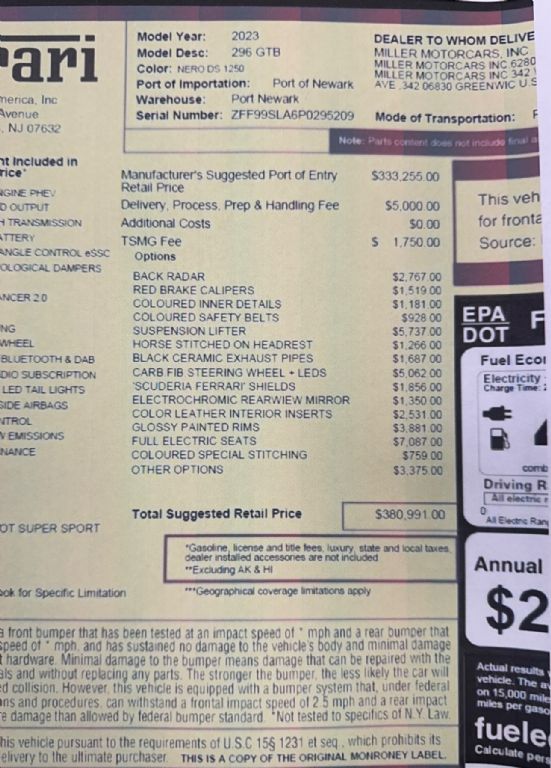 rari
merica, Inc
Avenue
, NJ 07632
Model Year: 2023
Model Desc: 296 GTB
Color: NERO DS 1250
Port of Importation: Port of Newark
Warehouse: Port Newark
Serial Number: ZFF99SLA6P0295209
DEALER TO WHOM DELIVE
MILLER MOTORCARS, INC
MILLER MOTORCARS INC 6280
MILLER MOTORCARS INC 342
AVE 342 06830 GREENWIC U.S
Mode of Transportation:
Note: Parts content does not include final a
nt Included in
rice*
NGINE PHEV
D OUTPUT
H TRANSMISSION
ATTERY
ANGLE CONTROL eSSC
OLOGICAL DAMPERS
ANCER 2.0
NG
WHEEL
BLUETOOTH & DAB
DIO SUBSCRIPTION
LED TAIL LIGHTS
SIDE AIRBAGS
NTROL
V EMISSIONS
NANCE
OT SUPER SPORT
ook for Specific Limitation
Manufacturer's Suggested Port of Entry
Retail Price $333,255.00
Delivery, Process, Prep & Handling Fee $5,000.00
Additional Costs $0.00
TSMG Fee $ 1,750.00
Options
BACK RADAR $2,767.00
RED BRAKE CALIPERS $1,519.00
COLOURED INNER DETAILS $1,181.00
COLOURED SAFETY BELTS $928.00
SUSPENSION LIFTER $5,737.00
HORSE STITCHED ON HEADREST $1,266.00
BLACK CERAMIC EXHAUST PIPES $1,687.00
CARB FIB STEERING WHEEL + LEDS $5,062.00
'SCUDERIA FERRARI' SHIELDS $1,856.00
ELECTROCHROMIC REARVIEW MIRROR $1,350.00
COLOR LEATHER INTERIOR INSERTS $2,531.00
GLOSSY PAINTED RIMS $3,881.00
FULL ELECTRIC SEATS $7,087.00
COLOURED SPECIAL STITCHING $759.00
OTHER OPTIONS $3,375.00
Total Suggested Retail Price $380,991.00
*Gasoline, license and title fees, luxury, state and local taxes,
dealer installed accessories are not included
**Excluding AK & HI
***Geographical coverage limitations apply
This veh
for fronta
Source:
EPA
DOT F
Fuel Econ
Electricity
Charge Time: 2
comb
Driving R
All electric r
0
All Electric Ran
Annual
$2
Actual results
vehicle. The av
on 15,000 mile
miles per gaso
fuele
Calculate pers
a front bumper that has been tested at an impact speed of * mph and a rear bumper that
speed of * mph, and has sustained no damage to the vehicle's body and minimal damage
t hardware. Minimal damage to the bumper means damage that can be repaired with the
als and without replacing any parts. The stronger the bumper, the less likely the car will
ed collision. However, this vehicle is equipped with a bumper system that, under federal
ns and procedures, can withstand a frontal impact speed of 2.5 mph and a rear impact
re damage than allowed by federal bumper standard. *Not tested to specifics of N.Y. Law.
his vehicle pursuant to the requirements of U.S.C 15§ 1231 et seq., which prohibits its
elivery to the ultimate purchaser. THIS IS A COPY OF THE ORIGINAL MONRONEY LABEL.